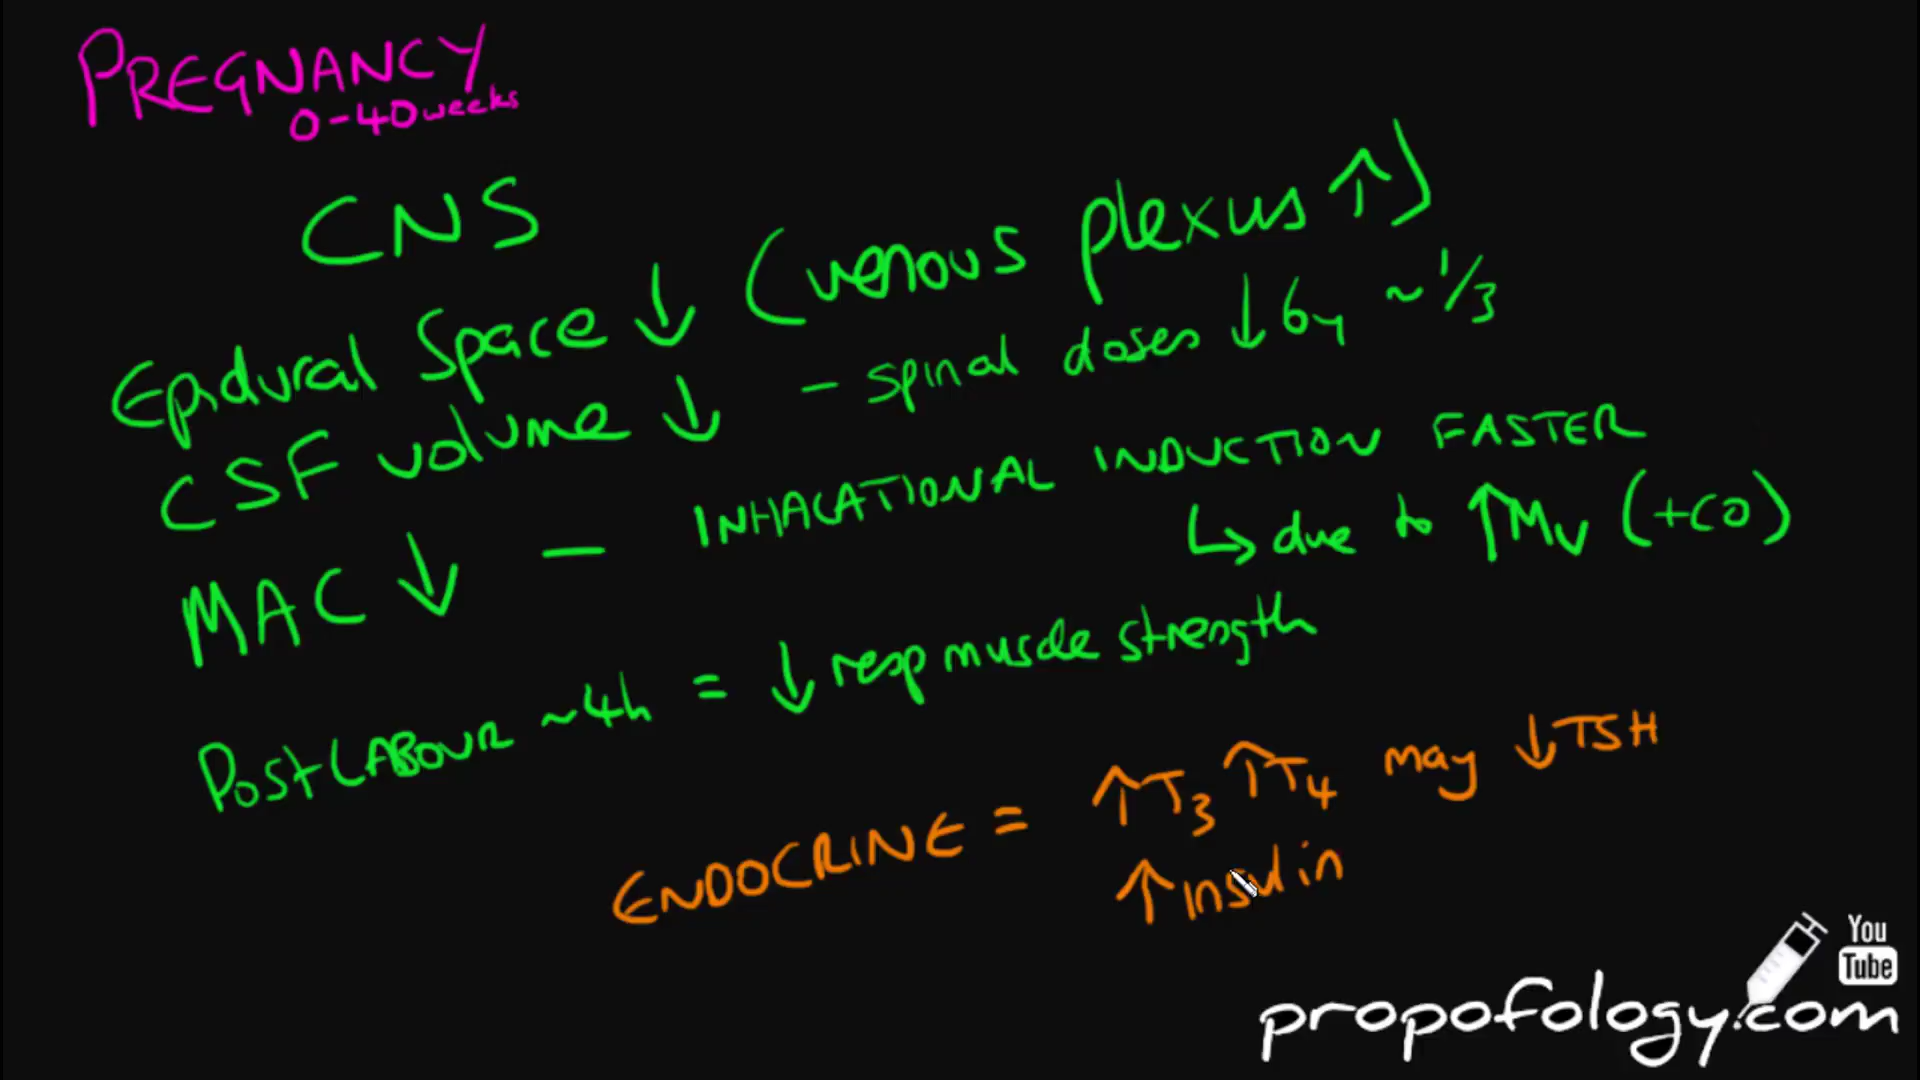 PREGNANCY
0-40weeks
CNS
Epidural Space ↓ (venous plexus ↑)
CSF volume ↓ - spinal doses ↓ by ~ 1/3
MAC ↓ - INHALATIONAL INDUCTION FASTER
↳ due to ↑MV (+CO)
Post LABOUR ~4h = ↓ resp muscle strength
ENDOCRINE = ↑T3 ↑T4 may ↓TSH
↑ Insulin
You
Tube
propofology.com